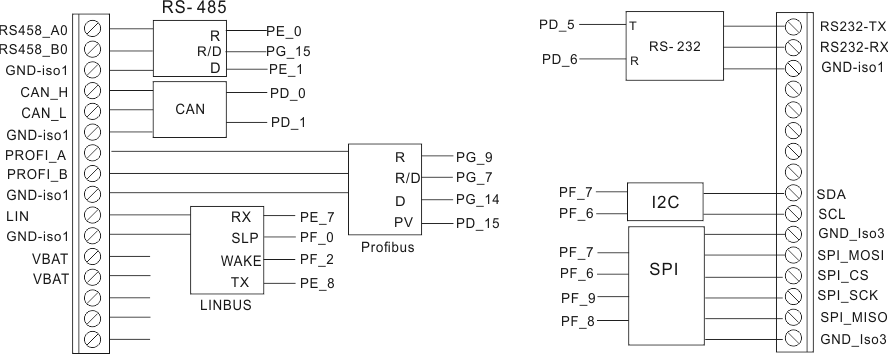 RS-485
RS458_A0
RS458_B0
GND-iso1
CAN_H
CAN_L
GND-iso1
PROFI_A
PROFI_B
GND-iso1
LIN
GND-iso1
VBAT
VBAT
R
R/D
D
PE_0
PG_15
PE_1
CAN
PD_0
PD_1
R
R/D
D
PV
PG_9
PG_7
PG_14
PD_15
Profibus
RX
SLP
WAKE
TX
PE_7
PF_0
PF_2
PE_8
LINBUS
PD_5
PD_6
T
R
RS-232
RS232-TX
RS232-RX
GND-iso1
PF_7
PF_6
I2C
SDA
SCL
PF_7
PF_6
PF_9
PF_8
SPI
GND_Iso3
SPI_MOSI
SPI_CS
SPI_SCK
SPI_MISO
GND_Iso3